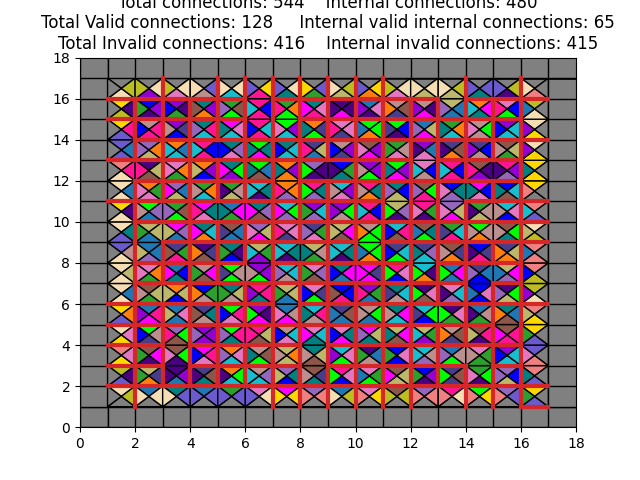 Total connections: 544    Internal connections: 480
Total Valid connections: 128     Internal valid internal connections: 65
Total Invalid connections: 416    Internal invalid connections: 415
18
16
14
12
10
8
6
4
2
0
0 2 4 6 8 10 12 14 16 18